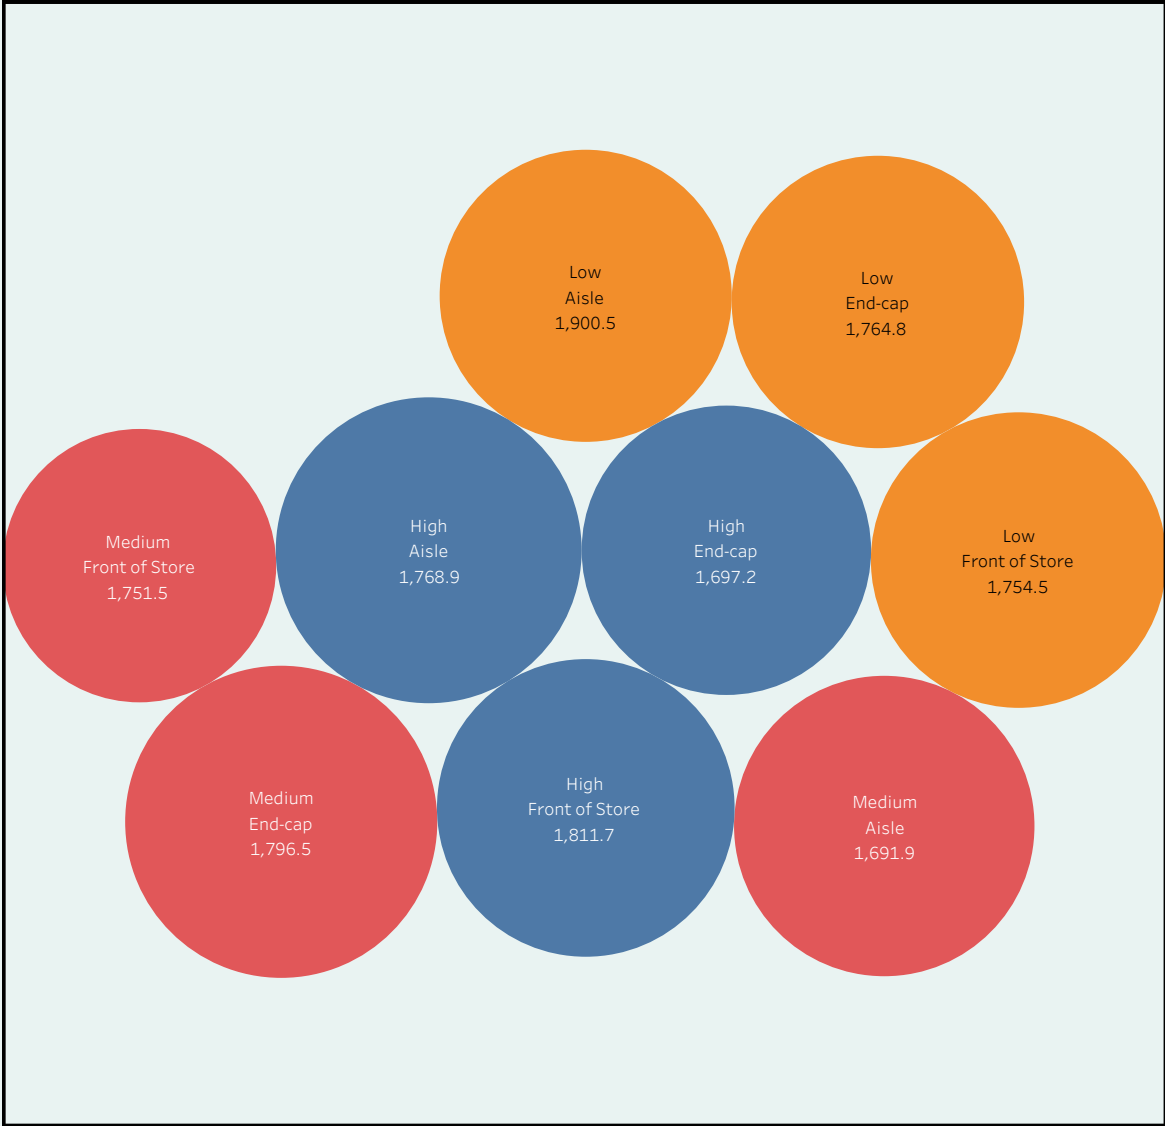 Low
Aisle
1,900.5
Low
End-cap
1,764.8
Medium
Front of Store
1,751.5
High
Aisle
1,768.9
High
End-cap
1,697.2
Low
Front of Store
1,754.5
Medium
End-cap
1,796.5
High
Front of Store
1,811.7
Medium
Aisle
1,691.9